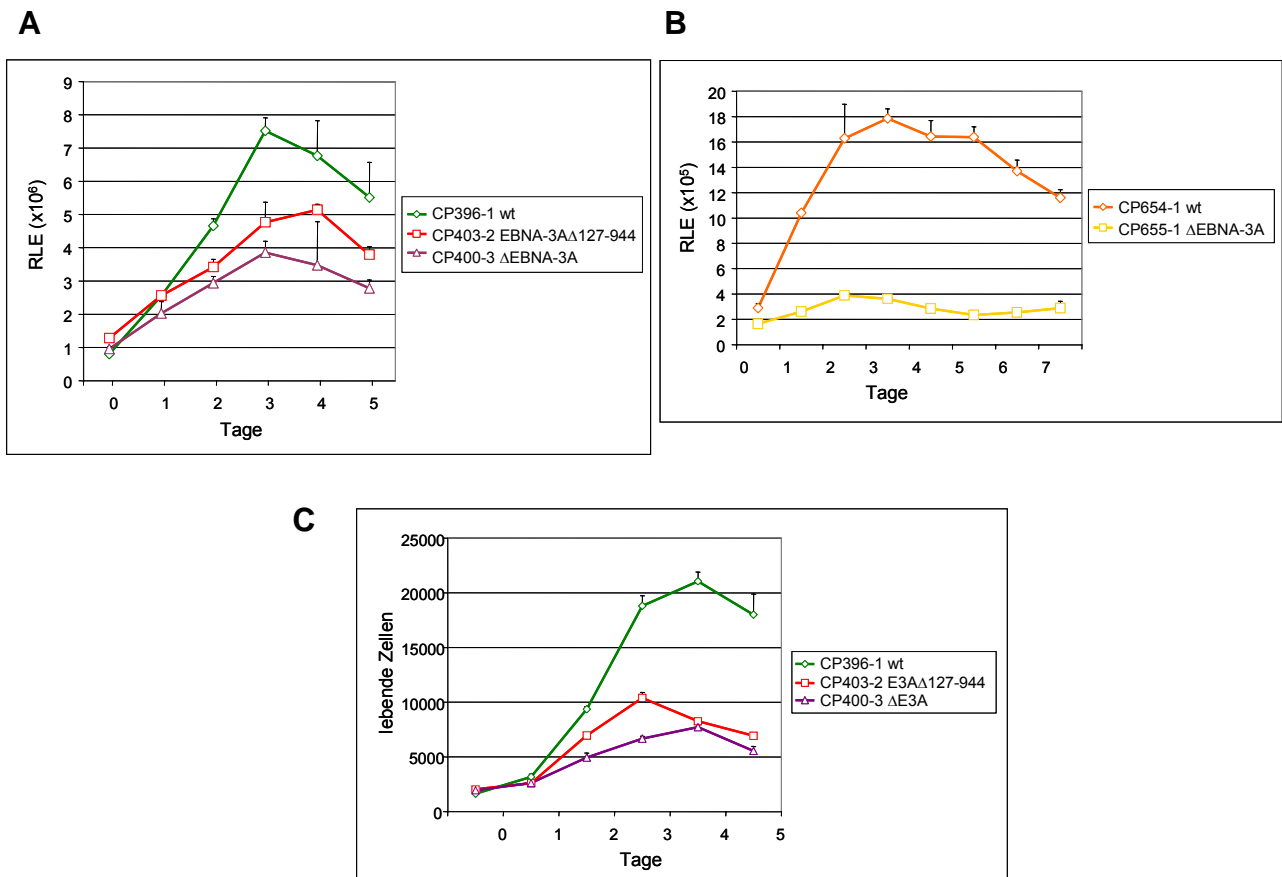 A
B
9
8
7
6
5
4
3
2
1
0
RLE (x10⁶)
0 1 2 3 4 5
Tage
CP396-1 wt
CP403-2 EBNA-3AΔ127-944
CP400-3 ΔEBNA-3A
20
18
16
14
12
10
8
6
4
2
0
RLE (x10⁵)
0 1 2 3 4 5 6 7
Tage
CP654-1 wt
CP655-1 ΔEBNA-3A
C
25000
20000
15000
10000
5000
0
lebende Zellen
0 1 2 3 4 5
Tage
CP396-1 wt
CP403-2 E3AΔ127-944
CP400-3 ΔE3A